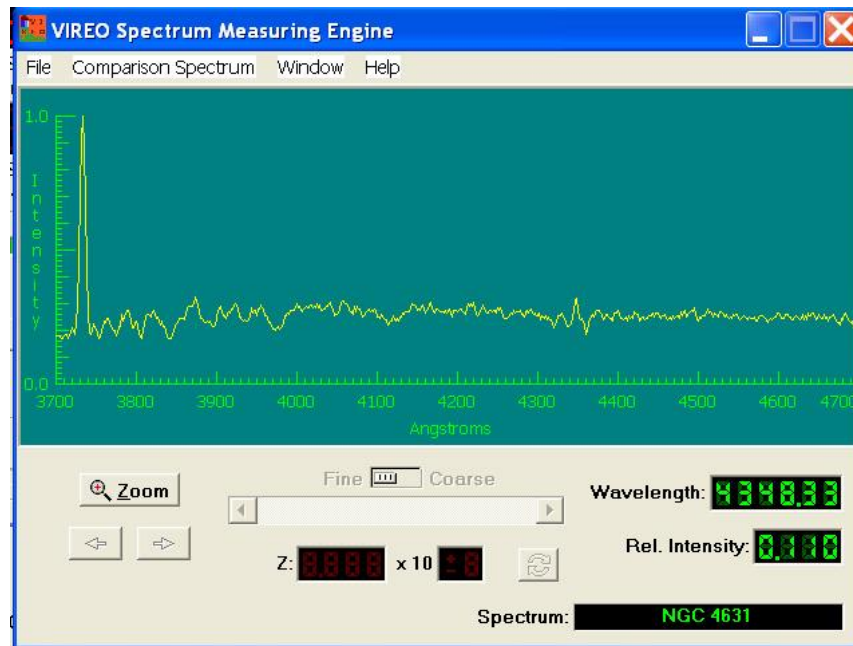 VIREO Spectrum Measuring Engine
File Comparison Spectrum Window Help
1.0
Intensity
0.0
3700 3800 3900 4000 4100 4200 4300 4400 4500 4600 4700
Angstroms
Zoom
Fine Coarse
Wavelength: 4348.33
Rel. Intensity: 0.110
Z: x 10
Spectrum: NGC 4631